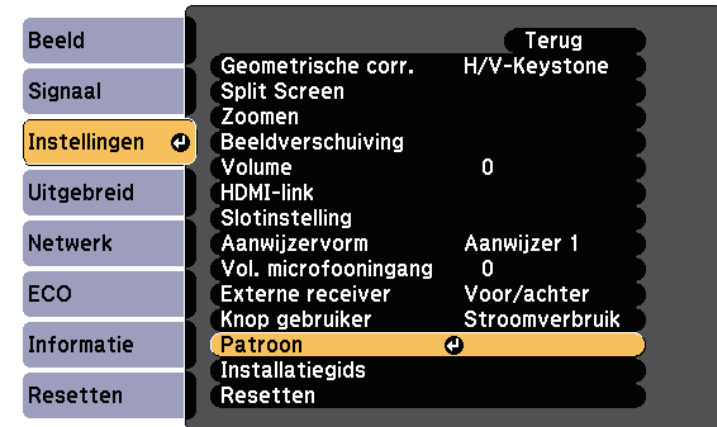 Beeld
Signaal
Instellingen
Uitgebreid
Netwerk
ECO
Informatie
Resetten
Terug
Geometrische corr. H/V-Keystone
Split Screen
Zoomen
Beeldverschuiving
Volume 0
HDMI-link
Slotinstelling
Aanwijzervorm Aanwijzer 1
Vol. microfooningang 0
Externe receiver Voor/achter
Knop gebruiker Stroomverbruik
Patroon
Installatiegids
Resetten